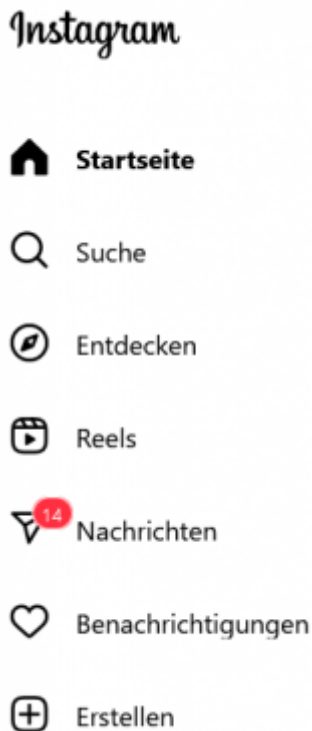 Instagram
Startseite
Suche
Entdecken
Reels
14
Nachrichten
Benachrichtigungen
Erstellen